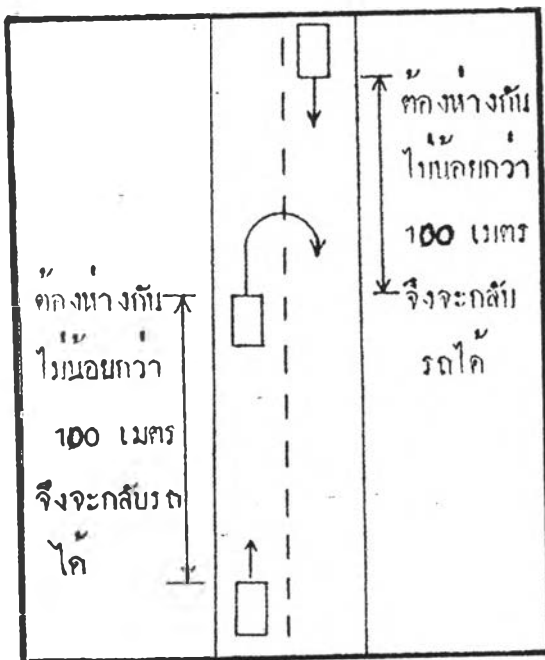 ต้องห่างกัน
ไม่น้อยกว่า
100 เมตร
จึงจะกลับ
รถได้
ต้องห่างกัน
ไม่น้อยกว่า
100 เมตร
จึงจะกลับรถ
ได้